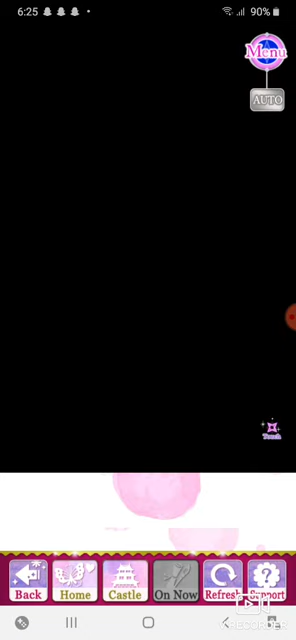 6:25
90%
Menu
AUTO
Touch
Back
Home
Castle
On Now
Refresh
Support
RECORDER